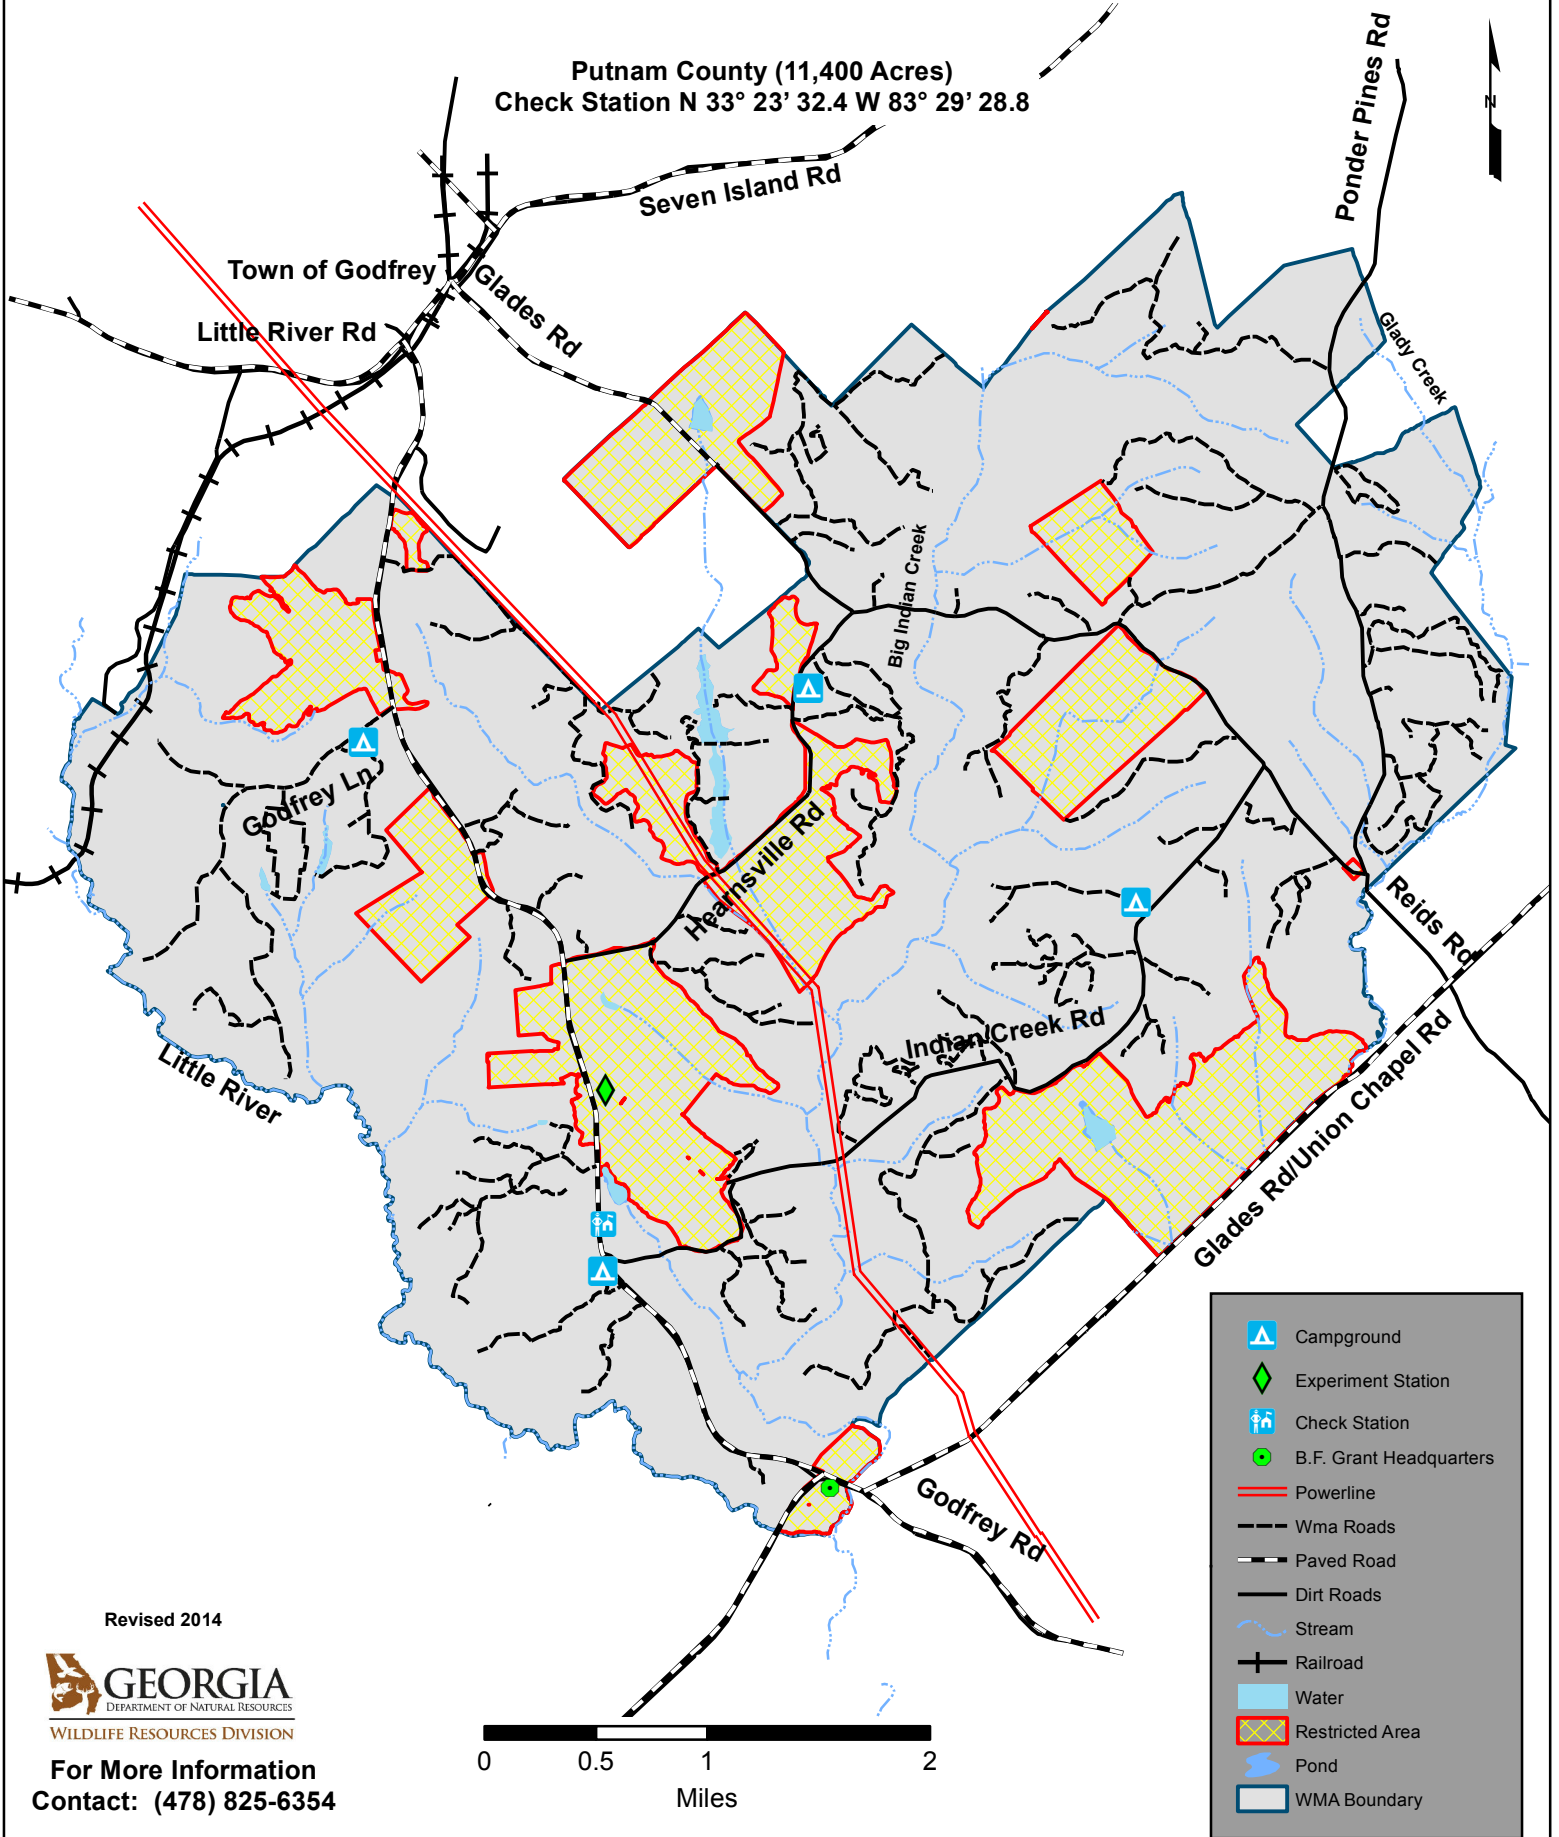 Putnam County (11,400 Acres)
Check Station N 33° 23’ 32.4 W 83° 29’ 28.8
Ponder Pines Rd
N
Seven Island Rd
Town of Godfrey
Glades Rd
Little River Rd
Glady Creek
Big Indian Creek
Godfrey Ln
Hearnsville Rd
Reids Rd
Indian Creek Rd
Little River
Glades Rd/Union Chapel Rd
Godfrey Rd
Campground
Experiment Station
Check Station
B.F. Grant Headquarters
Powerline
Wma Roads
Paved Road
Dirt Roads
Stream
Railroad
Water
Restricted Area
Pond
WMA Boundary
Revised 2014
GEORGIA
DEPARTMENT OF NATURAL RESOURCES
WILDLIFE RESOURCES DIVISION
For More Information
Contact: (478) 825-6354
0 0.5 1 2
Miles